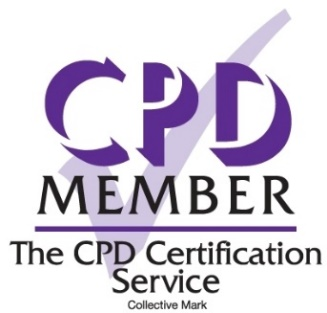 CPD
MEMBER
The CPD Certification
Service
Collective Mark